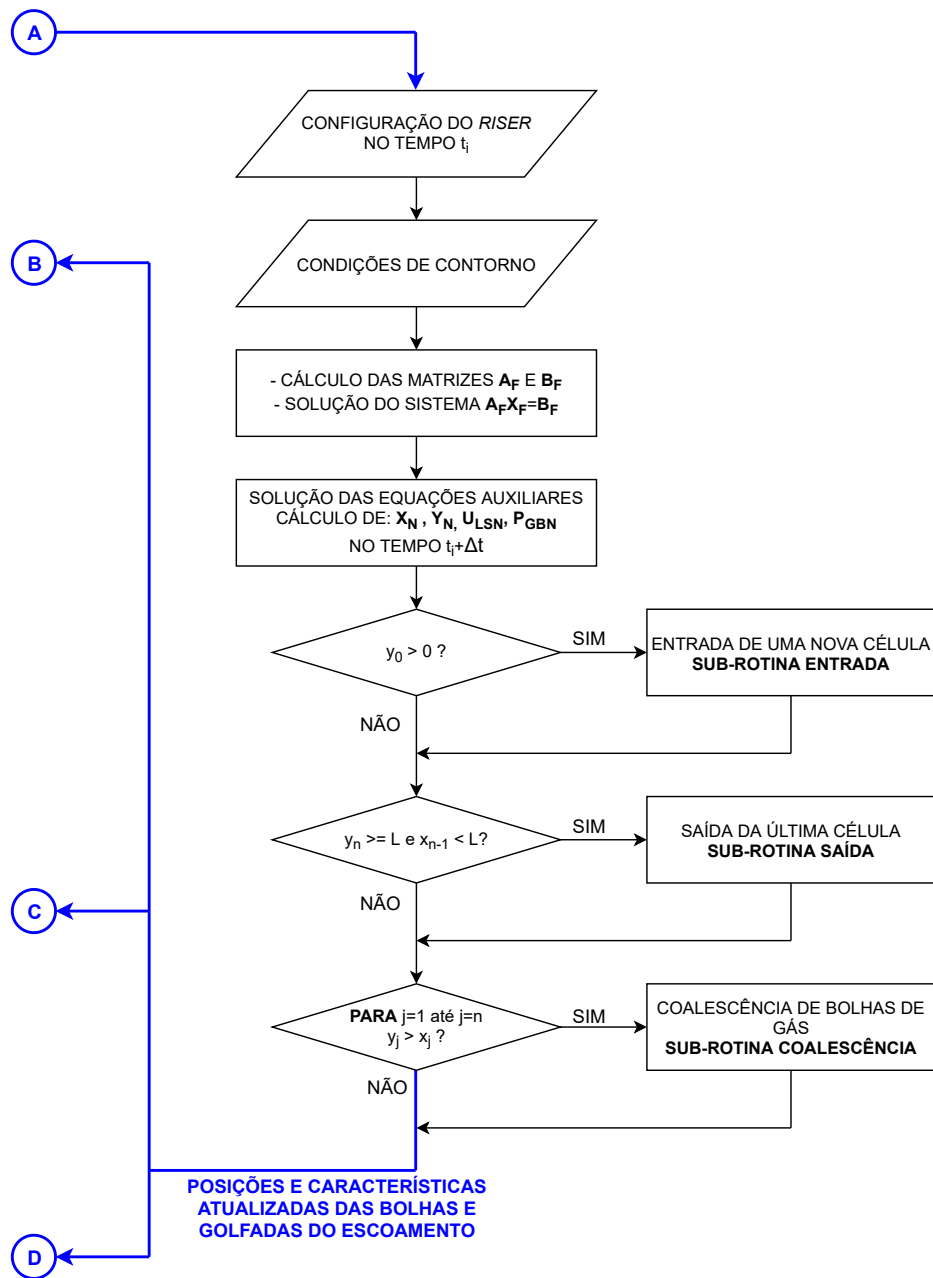 A
CONFIGURAÇÃO DO RISER
NO TEMPO ti
B
CONDIÇÕES DE CONTORNO
- CÁLCULO DAS MATRIZES AF E BF
- SOLUÇÃO DO SISTEMA AFXF=BF
SOLUÇÃO DAS EQUAÇÕES AUXILIARES
CÁLCULO DE: XN , YN, ULSN, PGBN
NO TEMPO ti+Δt
y0 > 0 ?
SIM
ENTRADA DE UMA NOVA CÉLULA
SUB-ROTINA ENTRADA
NÃO
yn >= L e xn-1 < L?
SIM
SAÍDA DA ÚLTIMA CÉLULA
SUB-ROTINA SAÍDA
NÃO
C
PARA j=1 até j=n
yj > xj ?
SIM
COALESCÊNCIA DE BOLHAS DE
GÁS
SUB-ROTINA COALESCÊNCIA
NÃO
POSIÇÕES E CARACTERÍSTICAS
ATUALIZADAS DAS BOLHAS E
GOLFADAS DO ESCOAMENTO
D